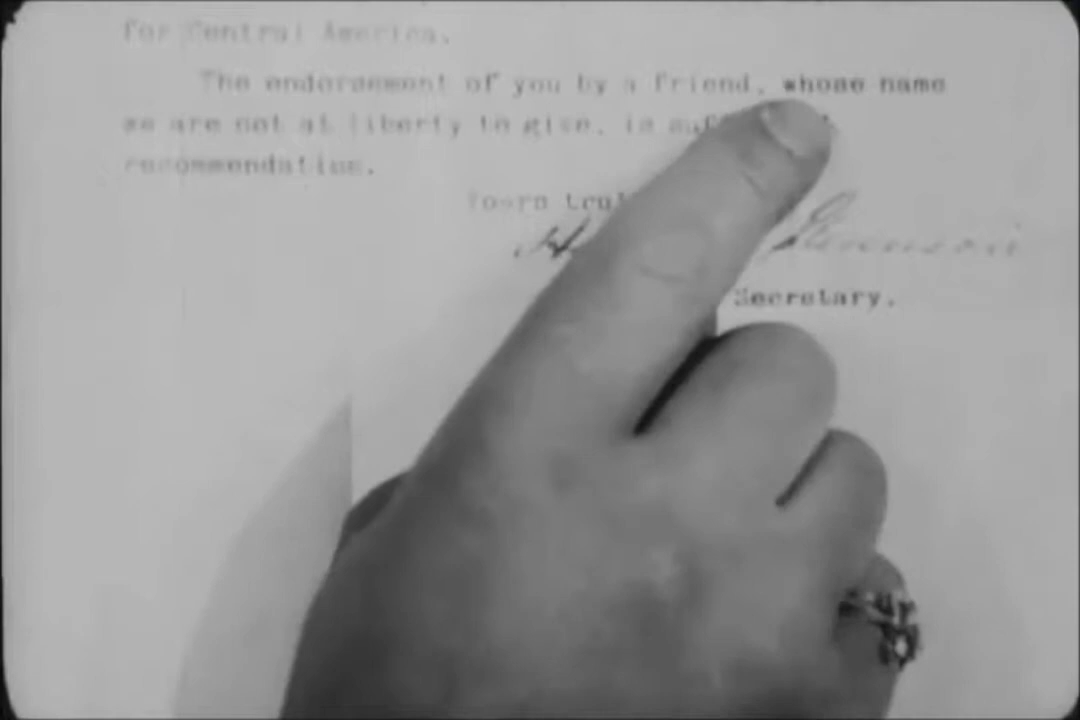 for Central America.
The endorsement of you by a friend, whose name
we are not at liberty to give, is
recommendation.
Yours
Secretary.